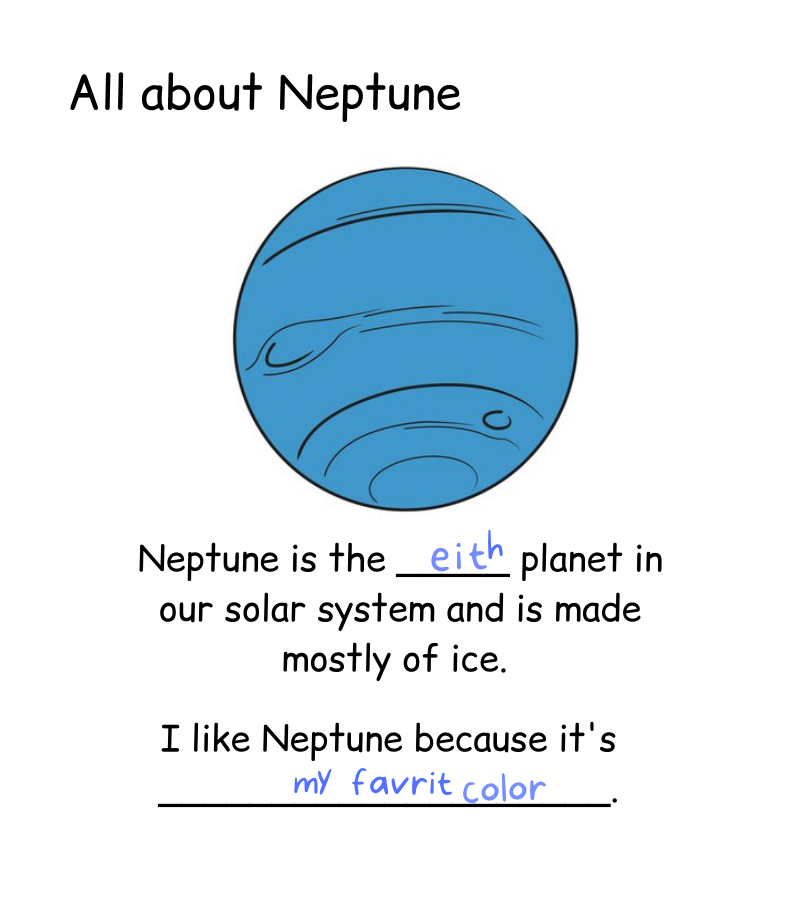 All about Neptune
Neptune is the eith planet in
our solar system and is made
mostly of ice.
I like Neptune because it's
my favrit color.